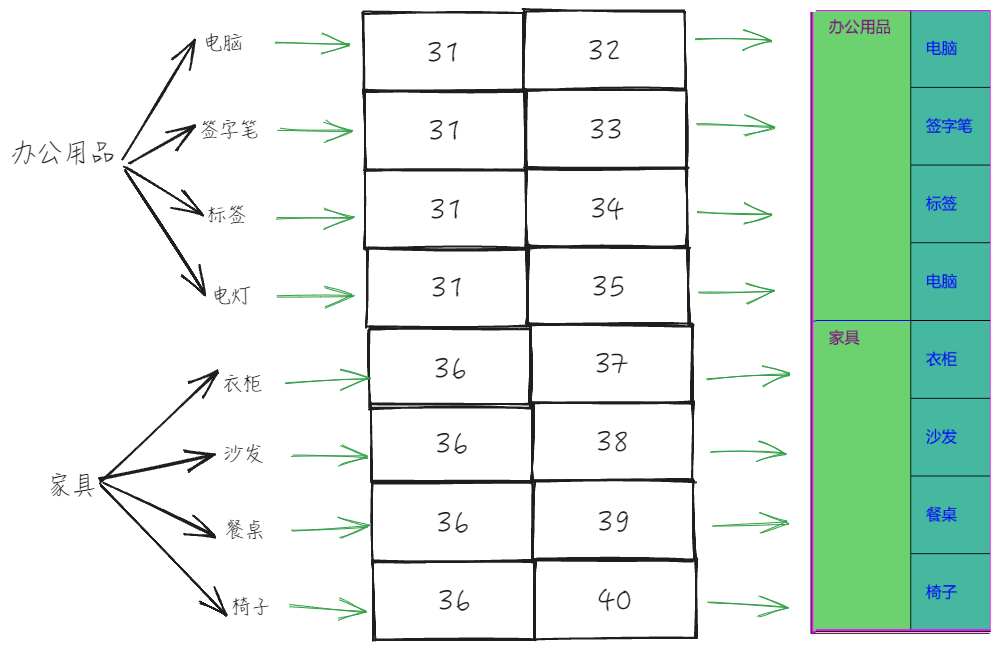 电脑 31 32 办公用品 电脑
签字笔 31 33 签字笔
办公用品
标签 31 34 标签
电灯 31 35 电脑
衣柜 36 37 家具 衣柜
沙发 36 38 沙发
家具
餐桌 36 39 餐桌
椅子 36 40 椅子